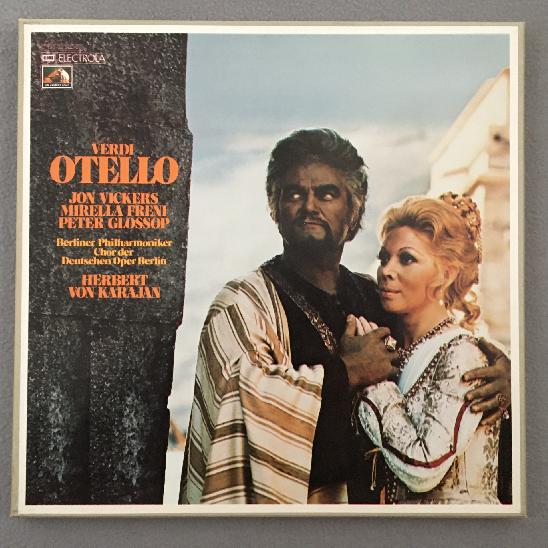 EMI ELECTROLA
VERDI
OTELLO
JON VICKERS
MIRELLA FRENI
PETER GLOSSOP
Berliner Philharmoniker
Chor der
Deutschen Oper Berlin
HERBERT
VON KARAJAN